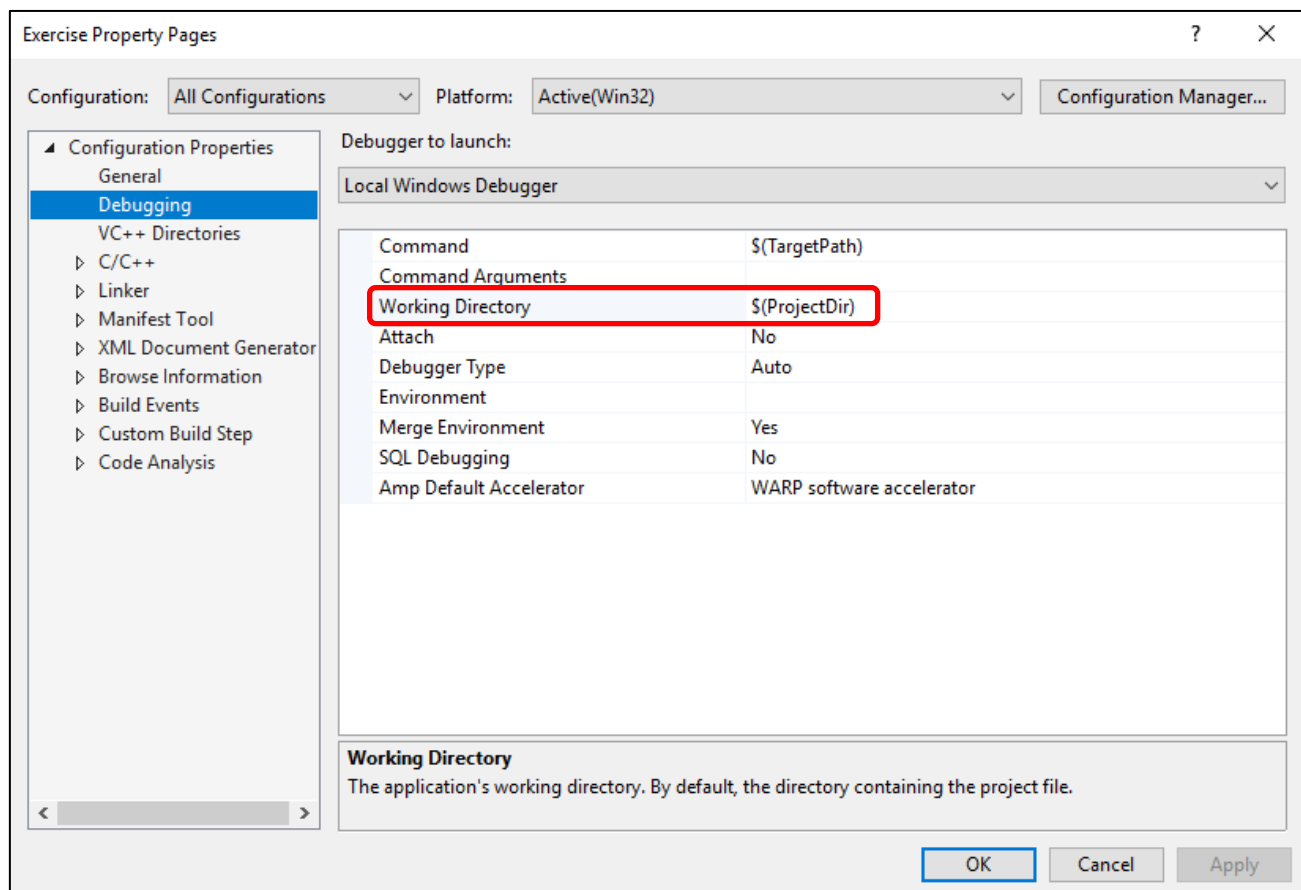 Exercise Property Pages
?
Configuration: All Configurations Platform: Active(Win32) Configuration Manager...
Configuration Properties
General
Debugging
VC++ Directories
C/C++
Linker
Manifest Tool
XML Document Generator
Browse Information
Build Events
Custom Build Step
Code Analysis
Debugger to launch:
Local Windows Debugger
Command $(TargetPath)
Command Arguments
Working Directory $(ProjectDir)
Attach No
Debugger Type Auto
Environment
Merge Environment Yes
SQL Debugging No
Amp Default Accelerator WARP software accelerator
Working Directory
The application's working directory. By default, the directory containing the project file.
OK Cancel Apply